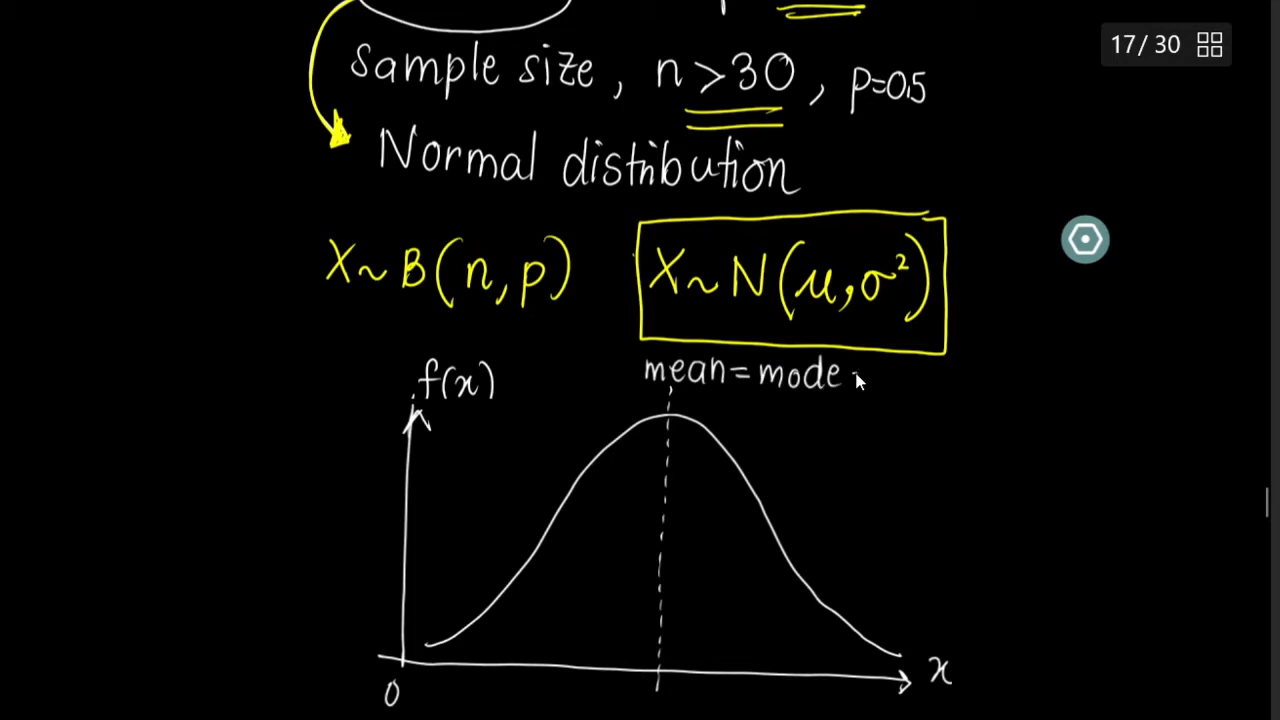 17/ 30
Sample size, n > 30, p=0.5
Normal distribution
X~B(n,p) X~N(μ,σ²)
f(x) mean = mode
x
0